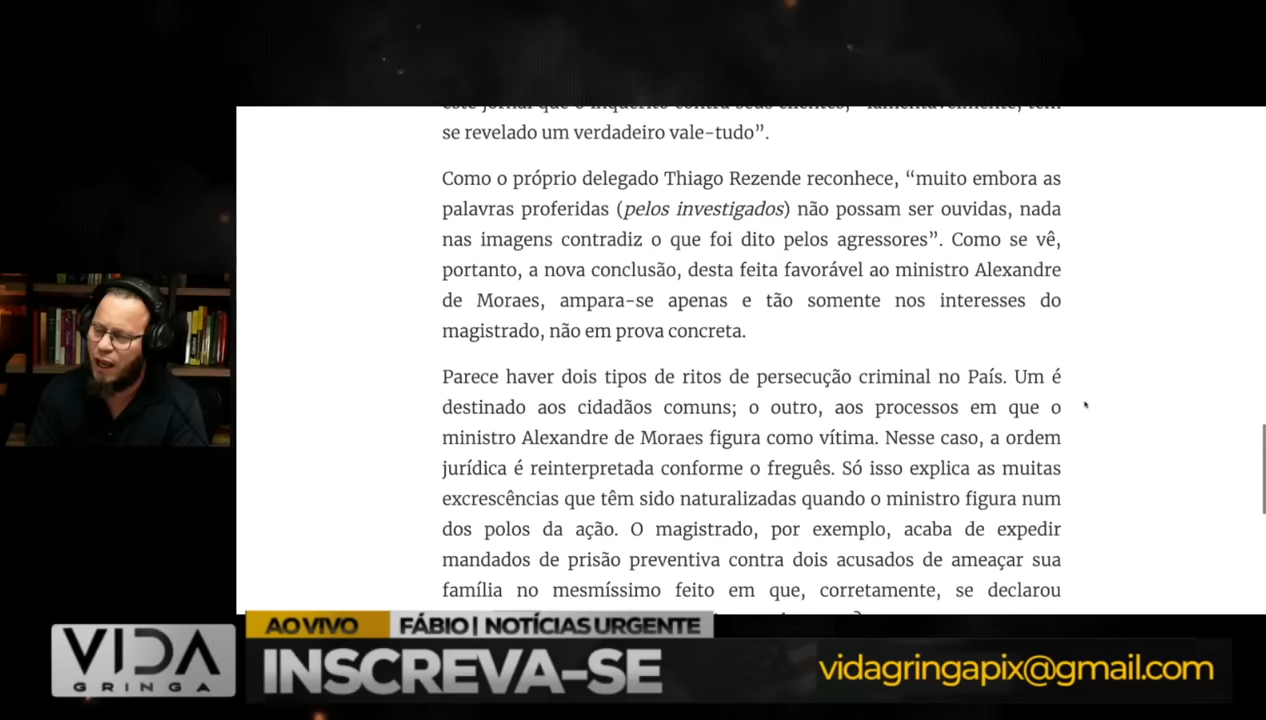 se revelado um verdadeiro vale-tudo”.
Como o próprio delegado Thiago Rezende reconhece, “muito embora as
palavras proferidas (pelos investigados) não possam ser ouvidas, nada
nas imagens contradiz o que foi dito pelos agressores”. Como se vê,
portanto, a nova conclusão, desta feita favorável ao ministro Alexandre
de Moraes, ampara-se apenas e tão somente nos interesses do
magistrado, não em prova concreta.
Parece haver dois tipos de ritos de persecução criminal no País. Um é
destinado aos cidadãos comuns; o outro, aos processos em que o
ministro Alexandre de Moraes figura como vítima. Nesse caso, a ordem
jurídica é reinterpretada conforme o freguês. Só isso explica as muitas
excrescências que têm sido naturalizadas quando o ministro figura num
dos polos da ação. O magistrado, por exemplo, acaba de expedir
mandados de prisão preventiva contra dois acusados de ameaçar sua
família no mesmíssimo feito em que, corretamente, se declarou
VIDA
GRINGA
AO VIVO FÁBIO | NOTÍCIAS URGENTE
INSCREVA-SE
vidagringapix@gmail.com